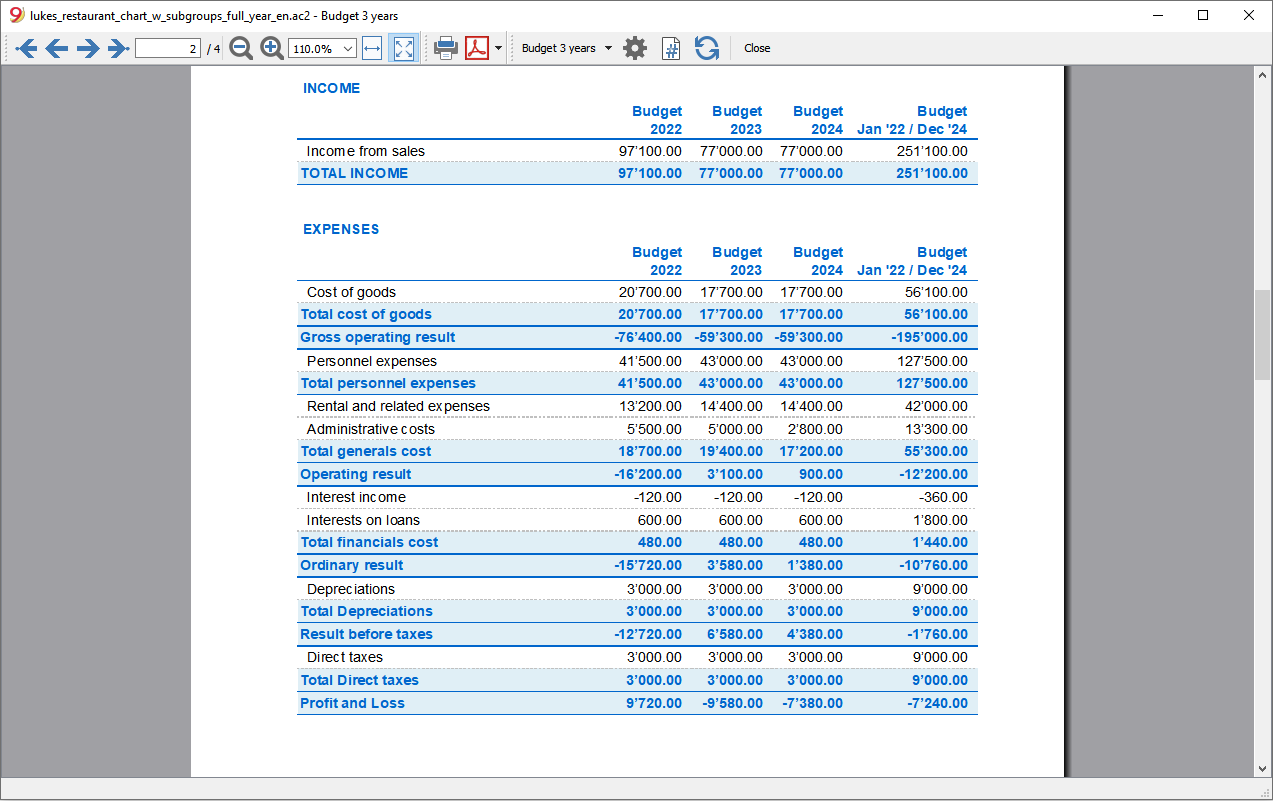 lukes_restaurant_chart_w_subgroups_full_year_en.ac2 - Budget 3 years
2 / 4 110.0% Budget 3 years Close
INCOME
Budget Budget Budget Budget
2022 2023 2024 Jan '22 / Dec '24
Income from sales 97’100.00 77’000.00 77’000.00 251’100.00
TOTAL INCOME 97’100.00 77’000.00 77’000.00 251’100.00
EXPENSES
Budget Budget Budget Budget
2022 2023 2024 Jan '22 / Dec '24
Cost of goods 20’700.00 17’700.00 17’700.00 56’100.00
Total cost of goods 20’700.00 17’700.00 17’700.00 56’100.00
Gross operating result -76’400.00 -59’300.00 -59’300.00 -195’000.00
Personnel expenses 41’500.00 43’000.00 43’000.00 127’500.00
Total personnel expenses 41’500.00 43’000.00 43’000.00 127’500.00
Rental and related expenses 13’200.00 14’400.00 14’400.00 42’000.00
Administrative costs 5’500.00 5’000.00 2’800.00 13’300.00
Total generals cost 18’700.00 19’400.00 17’200.00 55’300.00
Operating result -16’200.00 3’100.00 900.00 -12’200.00
Interest income -120.00 -120.00 -120.00 -360.00
Interests on loans 600.00 600.00 600.00 1’800.00
Total financials cost 480.00 480.00 480.00 1’440.00
Ordinary result -15’720.00 3’580.00 1’380.00 -10’760.00
Depreciations 3’000.00 3’000.00 3’000.00 9’000.00
Total Depreciations 3’000.00 3’000.00 3’000.00 9’000.00
Result before taxes -12’720.00 6’580.00 4’380.00 -1’760.00
Direct taxes 3’000.00 3’000.00 3’000.00 9’000.00
Total Direct taxes 3’000.00 3’000.00 3’000.00 9’000.00
Profit and Loss 9’720.00 -9’580.00 -7’380.00 -7’240.00